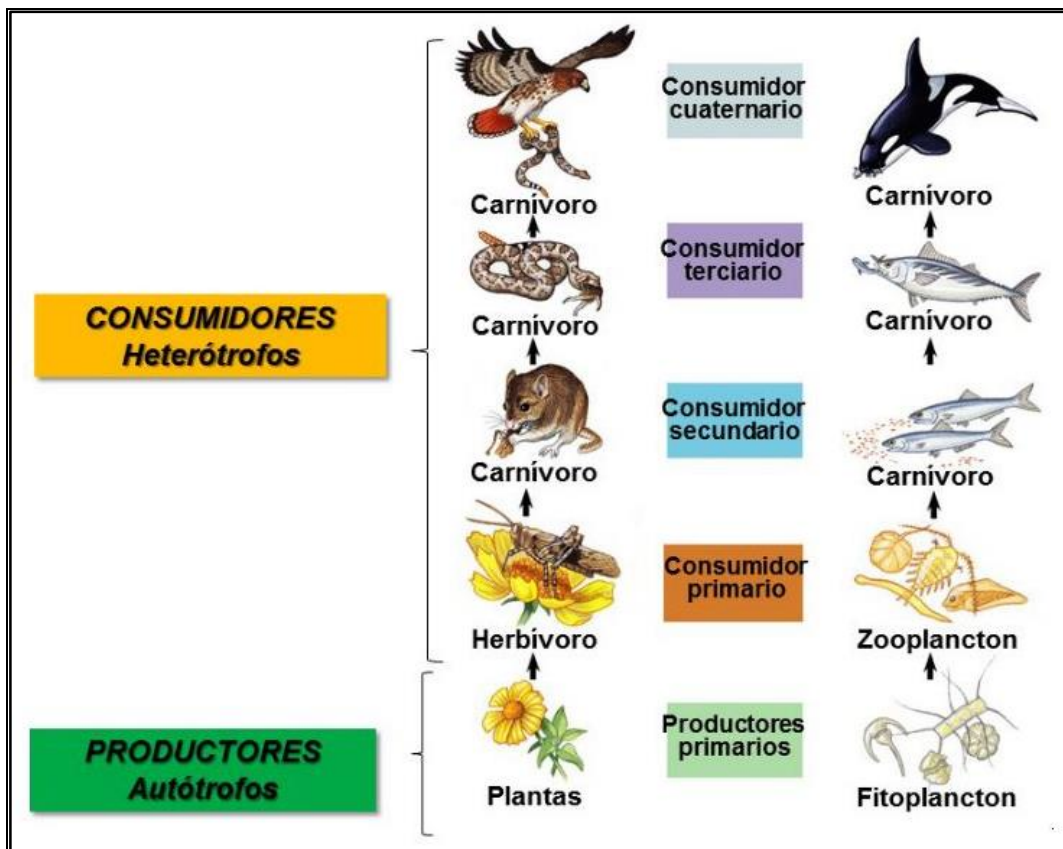 Consumidor
cuaternario
Carnívoro
Carnívoro
Consumidor
terciario
CONSUMIDORES
Heterótrofos
Carnívoro
Carnívoro
Consumidor
secundario
Carnívoro
Carnívoro
Consumidor
primario
Herbívoro
Zooplancton
PRODUCTORES
Autótrofos
Productores
primarios
Plantas
Fitoplancton